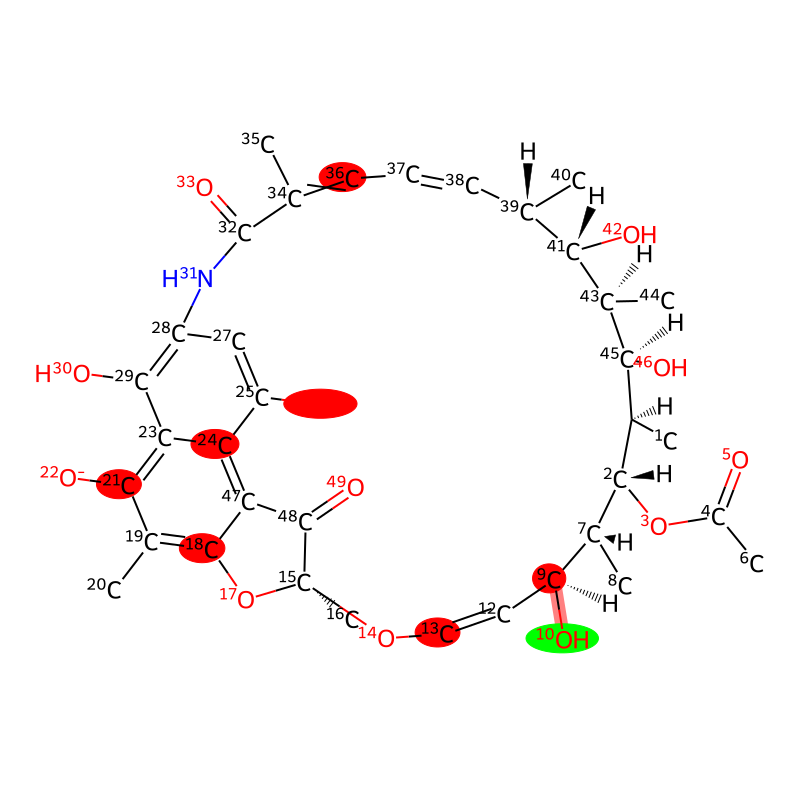 H
³⁵C
³⁶C
³⁷C
³⁸C
⁴⁰C
H
³³O
³⁴C
³⁹C
³²C
⁴¹C
⁴²OH
H
H³¹N
⁴³C
⁴⁴C
H
²⁸C
²⁷C
⁴⁵C
⁴⁶OH
H³⁰O
²⁹C
²⁵C
H
¹C
²³C
²⁴C
²²O⁻
²¹C
²C
H
⁵O
⁴⁷C
⁴⁹O
⁴⁸C
³O
⁴C
¹⁹C
¹⁸C
⁷C
H
⁶C
²⁰C
¹⁷O
¹⁵C
⁹C
⁸C
H
¹⁶C
¹²C
¹⁴O
¹³C
¹⁰OH